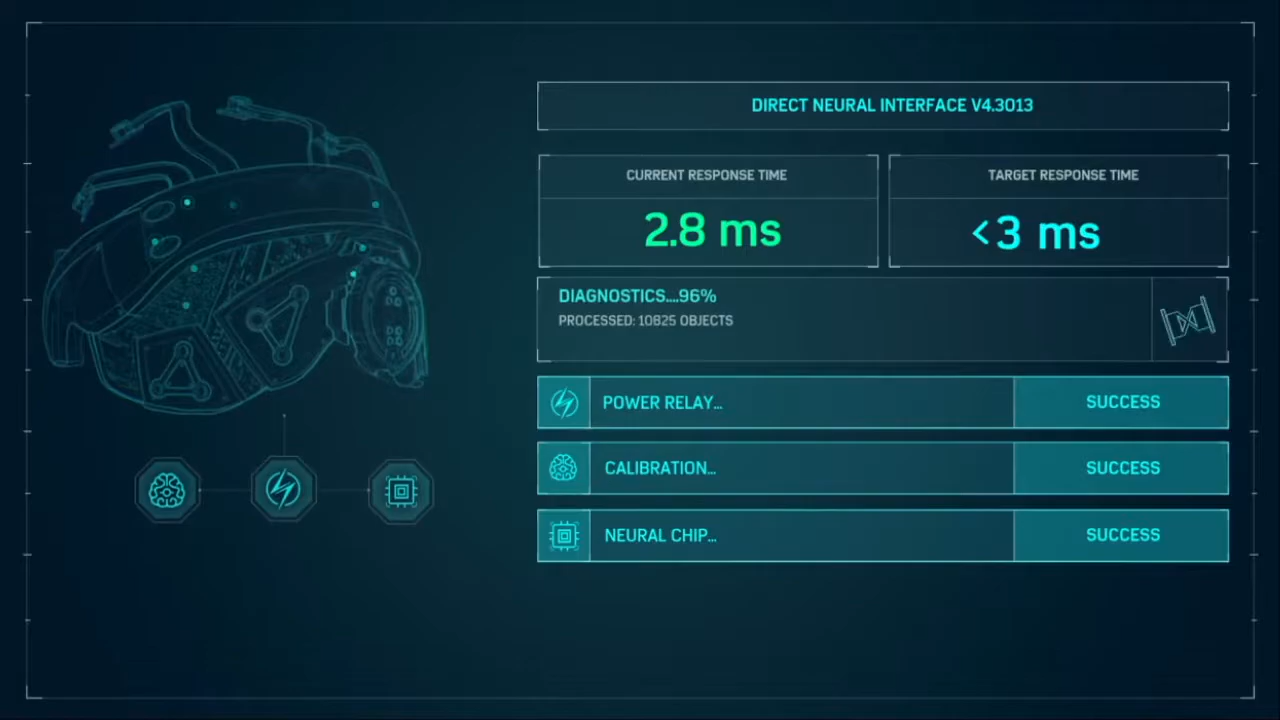 DIRECT NEURAL INTERFACE V4.3013
CURRENT RESPONSE TIME
2.8 ms
TARGET RESPONSE TIME
<3 ms
DIAGNOSTICS....96%
PROCESSED: 10825 OBJECTS
POWER RELAY...
SUCCESS
CALIBRATION...
SUCCESS
NEURAL CHIP...
SUCCESS